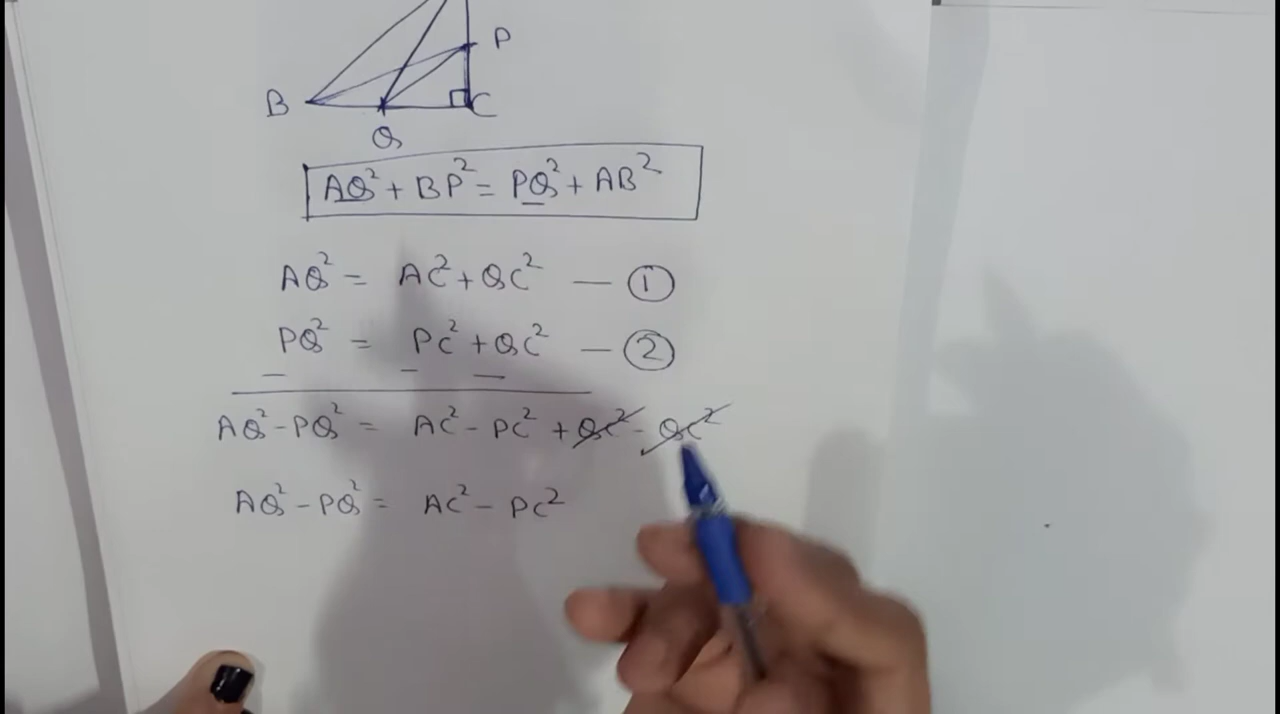 P
B
C
Q
AQ² + BP² = PQ² + AB²
AQ² = AC² + QC² — ①
PQ² = PC² + QC² — ②
AQ² - PQ² = AC² - PC² + QC² - QC²
AQ² - PQ² = AC² - PC²